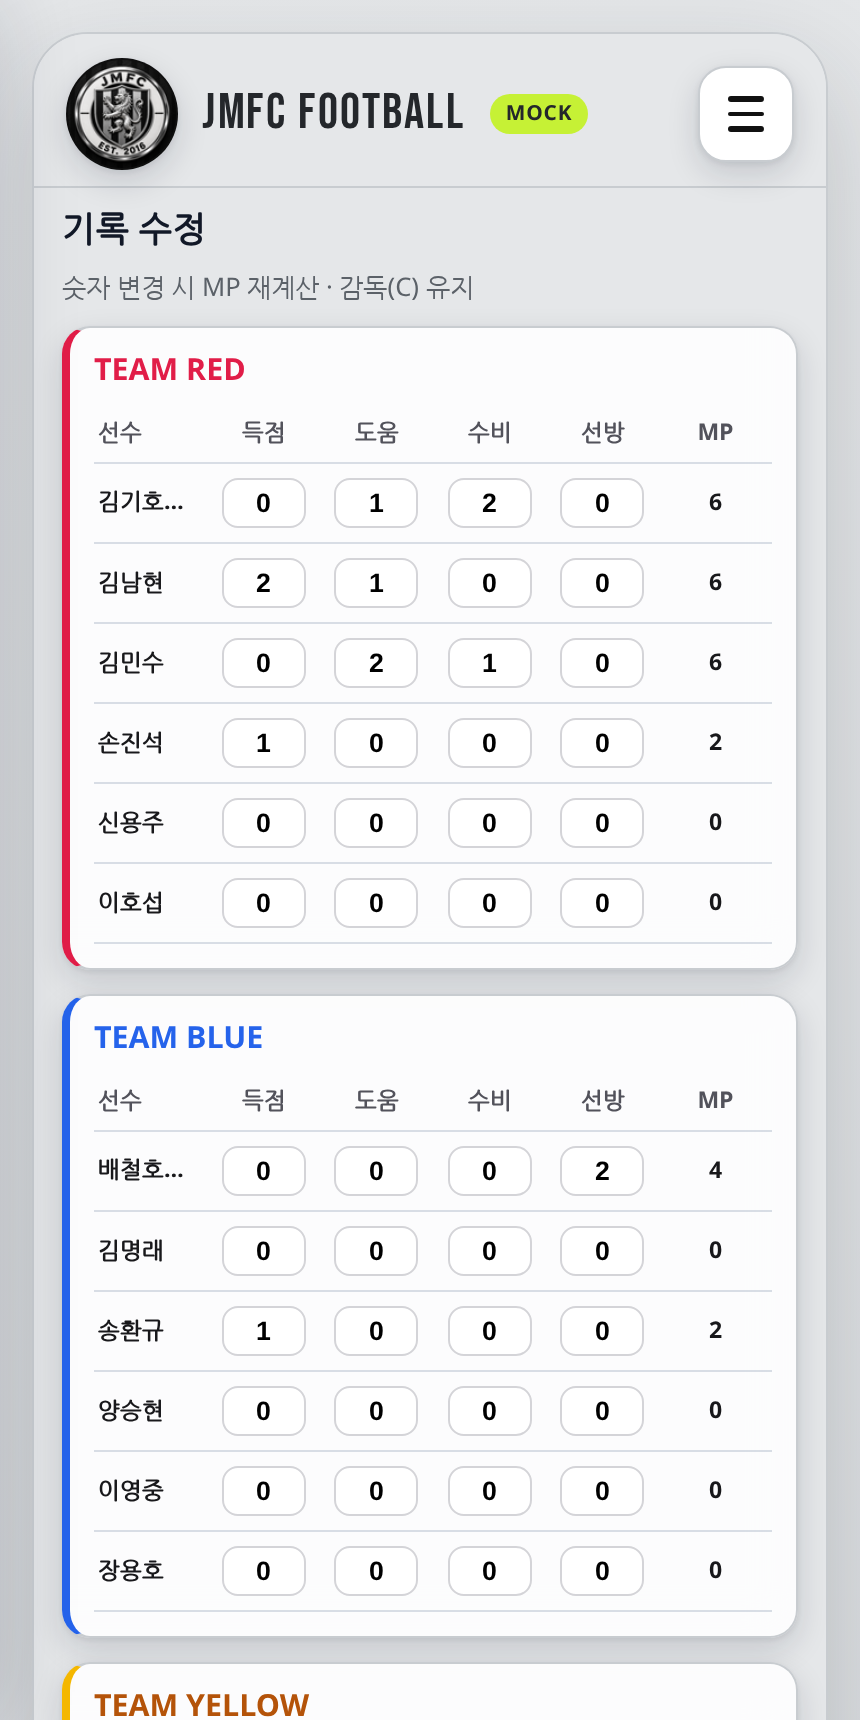 JMFC
EST. 2016
JMFC FOOTBALL MOCK
기록 수정
숫자 변경 시 MP 재계산 · 감독(C) 유지
TEAM RED
선수 득점 도움 수비 선방 MP
김기호... 0 1 2 0 6
김남현 2 1 0 0 6
김민수 0 2 1 0 6
손진석 1 0 0 0 2
신용주 0 0 0 0 0
이호섭 0 0 0 0 0
TEAM BLUE
선수 득점 도움 수비 선방 MP
배철호... 0 0 0 2 4
김명래 0 0 0 0 0
송환규 1 0 0 0 2
양승현 0 0 0 0 0
이영중 0 0 0 0 0
장용호 0 0 0 0 0
TEAM YELLOW